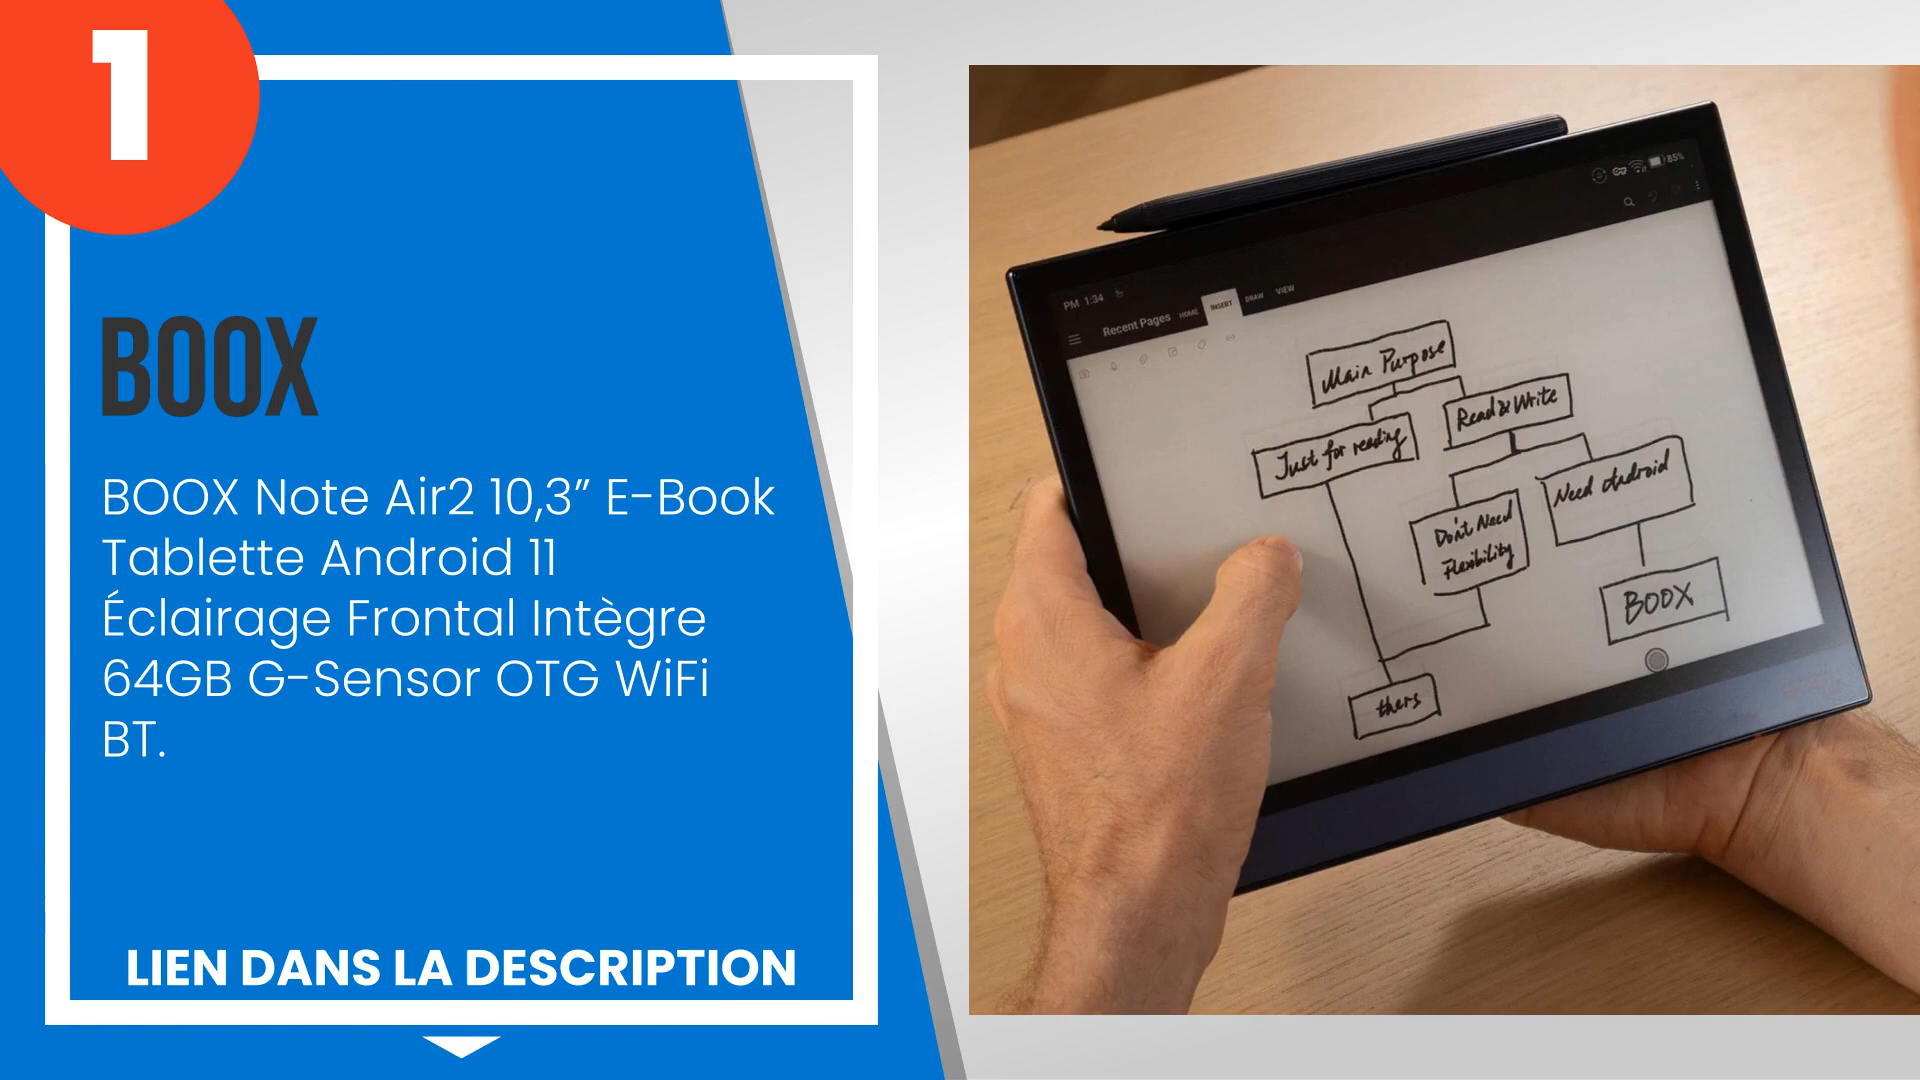 1
BOOX
BOOX Note Air2 10,3” E-Book
Tablette Android 11
Éclairage Frontal Intègre
64GB G-Sensor OTG WiFi
BT.
LIEN DANS LA DESCRIPTION
85%
PM 1:34
Recent Pages HOME INSERT DRAW VIEW
Main Purpose
Just for reading
Read & Write
Don't Need
Flexibility
Need Android
BOOX
thers